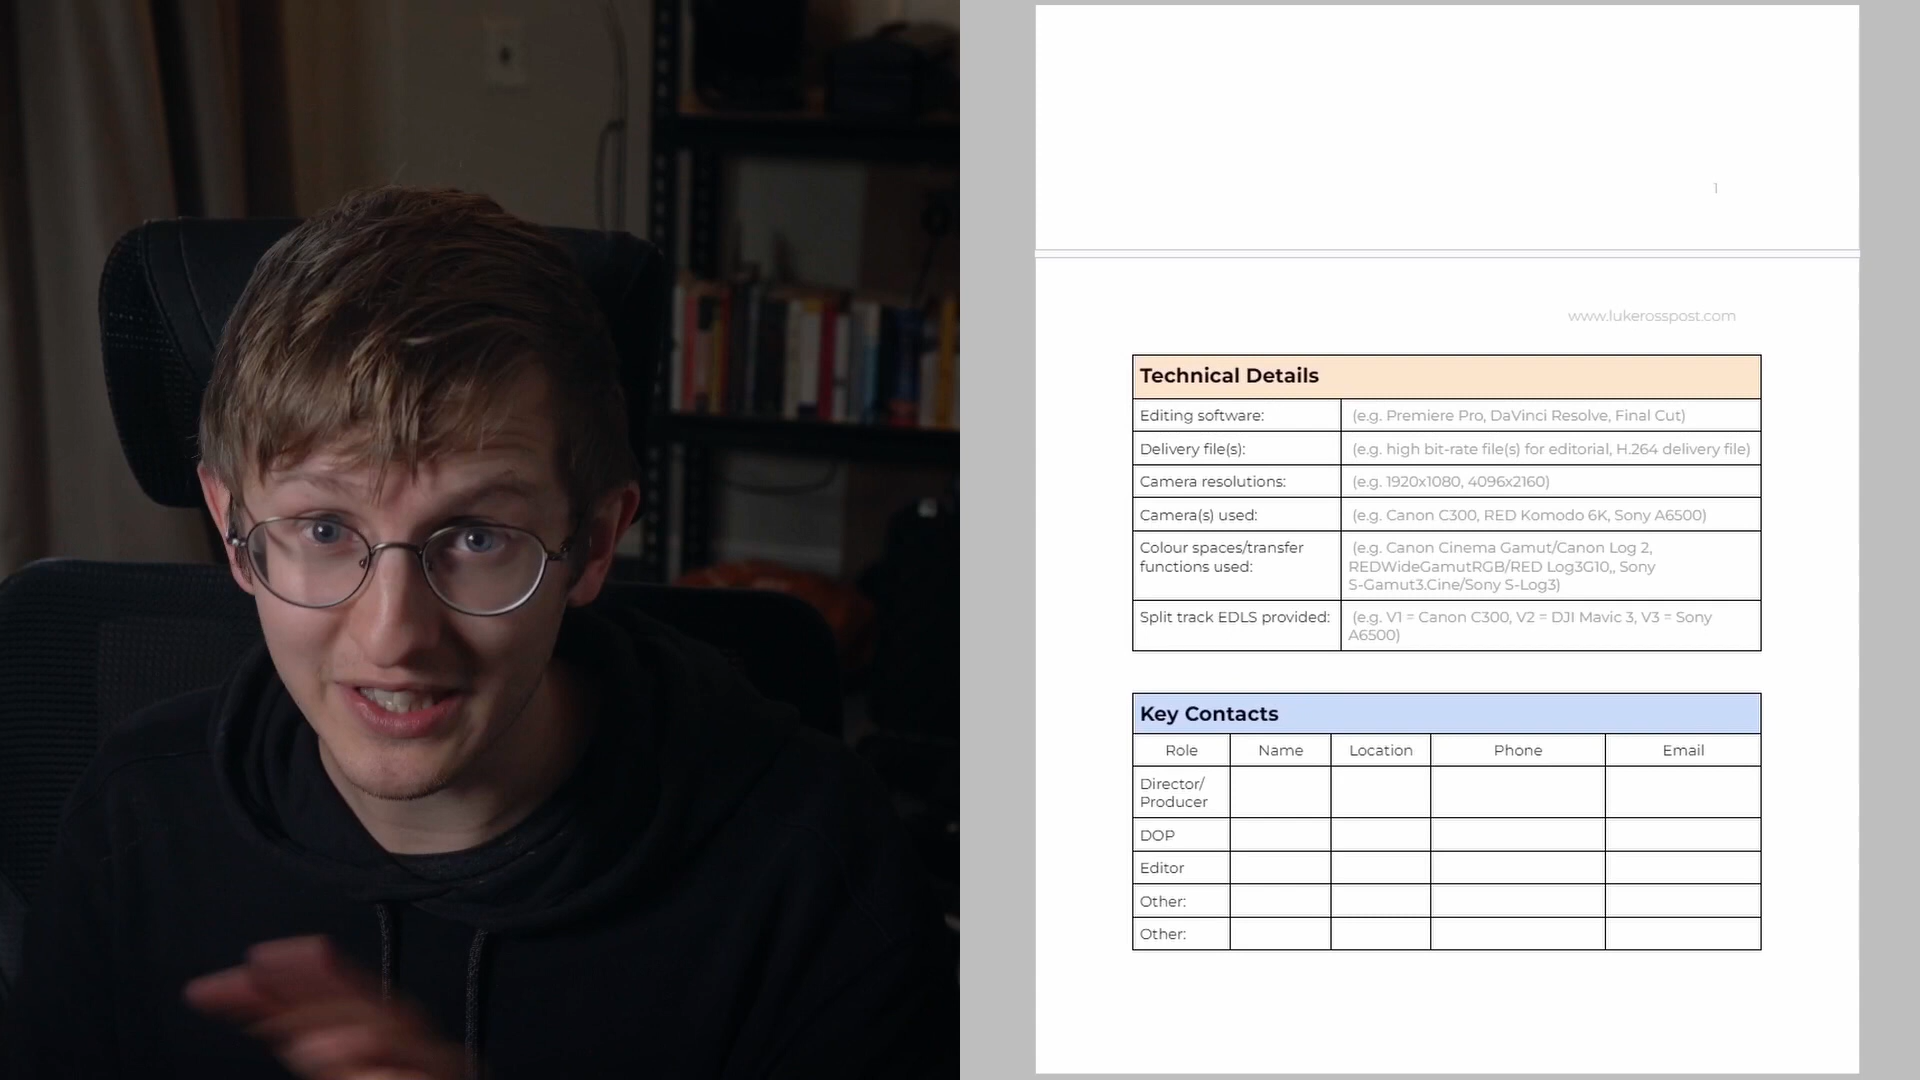 1
www.lukerosspost.com
Technical Details
Editing software: (e.g. Premiere Pro, DaVinci Resolve, Final Cut)
Delivery file(s): (e.g. high bit-rate file(s) for editorial, H.264 delivery file)
Camera resolutions: (e.g. 1920x1080, 4096x2160)
Camera(s) used: (e.g. Canon C300, RED Komodo 6K, Sony A6500)
Colour spaces/transfer
functions used:
(e.g. Canon Cinema Gamut/Canon Log 2,
REDWideGamutRGB/RED Log3G10,, Sony
S-Gamut3.Cine/Sony S-Log3)
Split track EDLS provided: (e.g. V1 = Canon C300, V2 = DJI Mavic 3, V3 = Sony
A6500)
Key Contacts
Role Name Location Phone Email
Director/
Producer
DOP
Editor
Other:
Other: